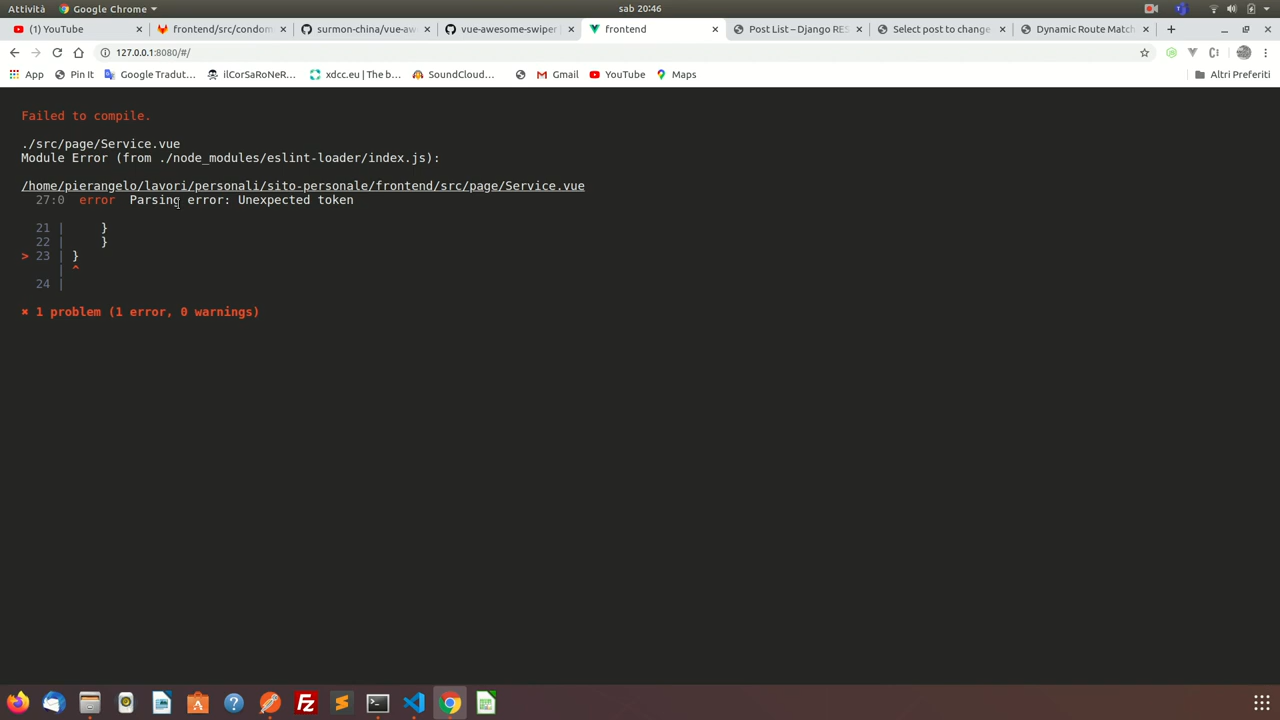 Attività
Google Chrome
sab 20:46
(1) YouTube
frontend/src/condom
surmon-china/vue-aw
vue-awesome-swiper
frontend
Post List – Django RES
Select post to change
Dynamic Route Match
127.0.0.1:8080/#/
App
Pin It
Google Tradut...
ilCorSaRoNeR...
xdcc.eu | The b...
SoundCloud...
Gmail
YouTube
Maps
Altri Preferiti
Failed to compile.
./src/page/Service.vue
Module Error (from ./node_modules/eslint-loader/index.js):
/home/pierangelo/lavori/personali/sito-personale/frontend/src/page/Service.vue
27:0 error Parsing error: Unexpected token
21 | }
22 | }
> 23 | }
| ^
24 |
✖ 1 problem (1 error, 0 warnings)